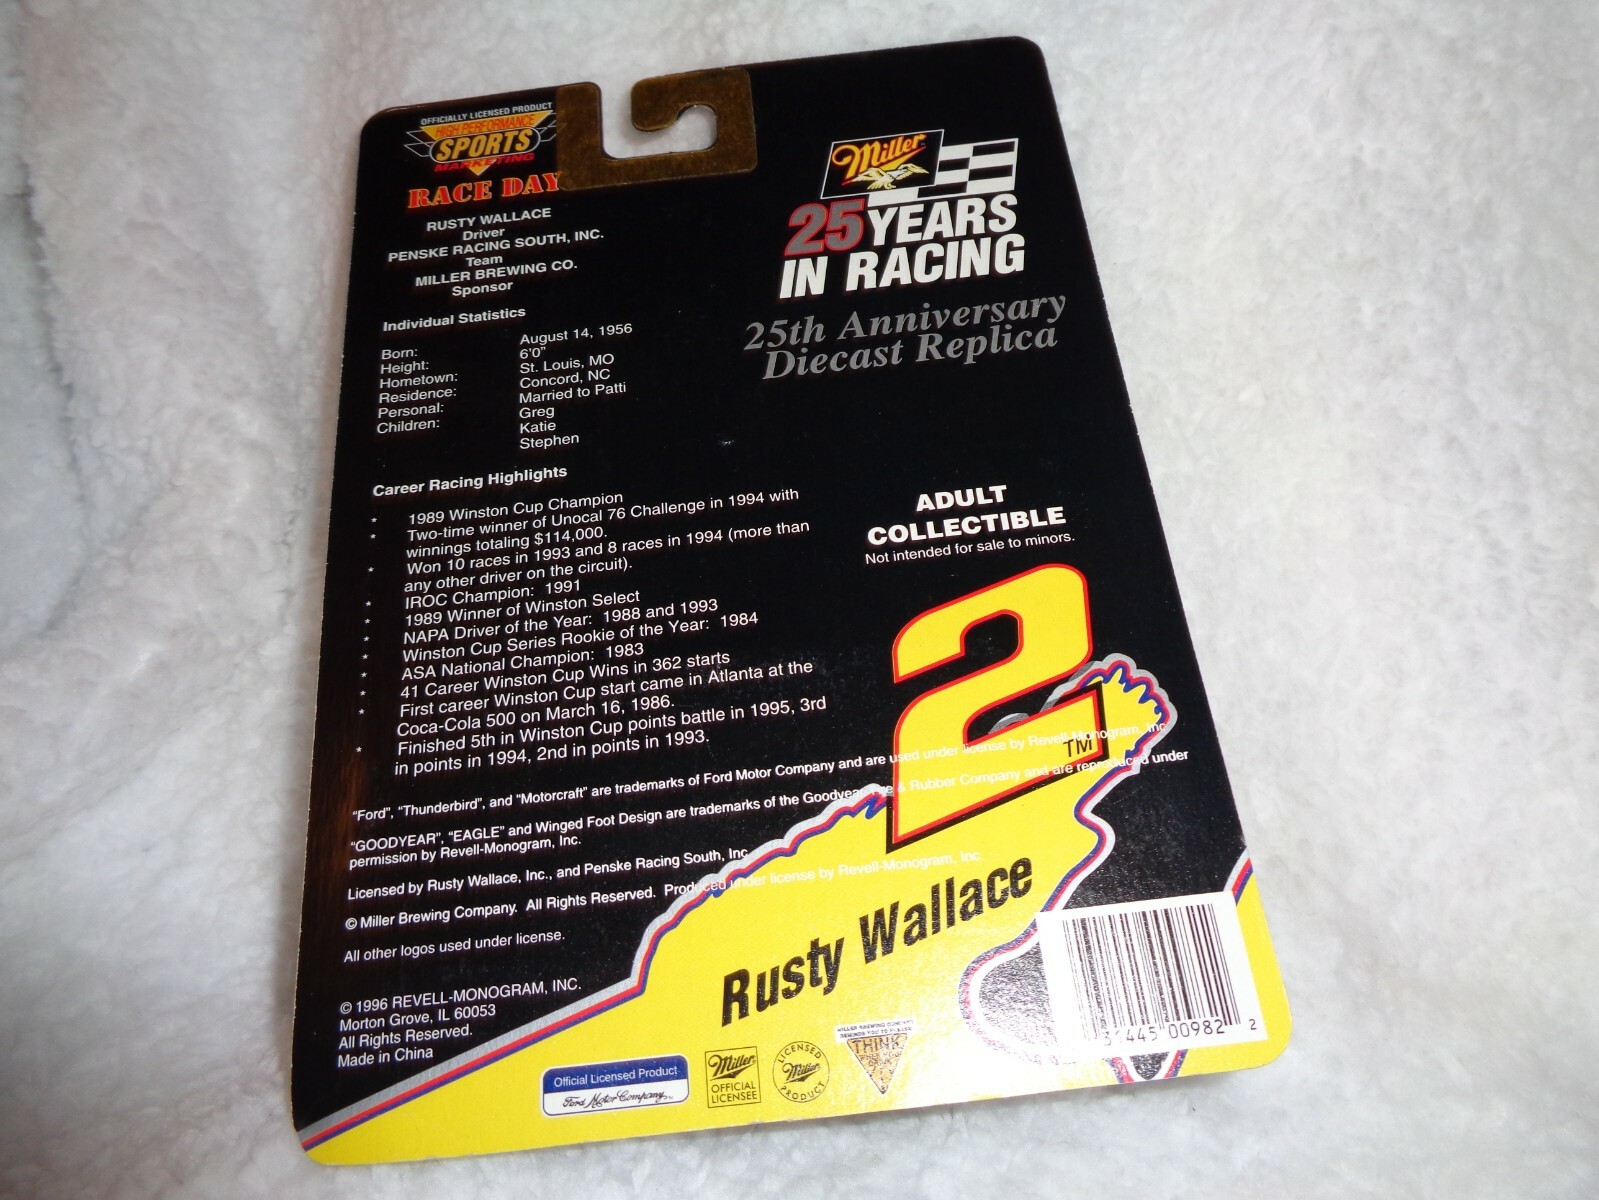 OFFICIALLY LICENSED PRODUCT
HIGH PERFORMANCE
SPORTS
MARKETING
RACE DAY
RUSTY WALLACE
Driver
PENSKE RACING SOUTH, INC.
Team
MILLER BREWING CO.
Sponsor
Individual Statistics
Born: August 14, 1956
Height: 6'0"
Hometown: St. Louis, MO
Residence: Concord, NC
Personal: Married to Patti
Children: Greg
Katie
Stephen
Career Racing Highlights
* 1989 Winston Cup Champion
* Two-time winner of Unocal 76 Challenge in 1994 with
winnings totaling $114,000.
* Won 10 races in 1993 and 8 races in 1994 (more than
any other driver on the circuit).
* IROC Champion: 1991
* 1989 Winner of Winston Select
* NAPA Driver of the Year: 1988 and 1993
* Winston Cup Series Rookie of the Year: 1984
* ASA National Champion: 1983
* 41 Career Winston Cup Wins in 362 starts
* First career Winston Cup start came in Atlanta at the
Coca-Cola 500 on March 16, 1986.
* Finished 5th in Winston Cup points battle in 1995, 3rd
in points in 1994, 2nd in points in 1993.
"Ford", "Thunderbird", and "Motorcraft" are trademarks of Ford Motor Company and are used under license by Revell-Monogram, Inc.
"GOODYEAR", "EAGLE" and Winged Foot Design are trademarks of the Goodyear Tire & Rubber Company and are reproduced under
permission by Revell-Monogram, Inc.
Licensed by Rusty Wallace, Inc., and Penske Racing South, Inc.
© Miller Brewing Company. All Rights Reserved. Produced under license by Revell-Monogram, Inc.
All other logos used under license.
© 1996 REVELL-MONOGRAM, INC.
Morton Grove, IL 60053
All Rights Reserved.
Made in China
Miller
25 YEARS
IN RACING
25th Anniversary
Diecast Replica
ADULT
COLLECTIBLE
Not intended for sale to minors.
2
TM
Rusty Wallace
Official Licensed Product
Ford Motor Company
Miller
OFFICIAL
LICENSEE
LICENSED
Miller
PRODUCT
MILLER BREWING COMPANY
REMINDS YOU TO PLEASE
THINK
31445 00982 2